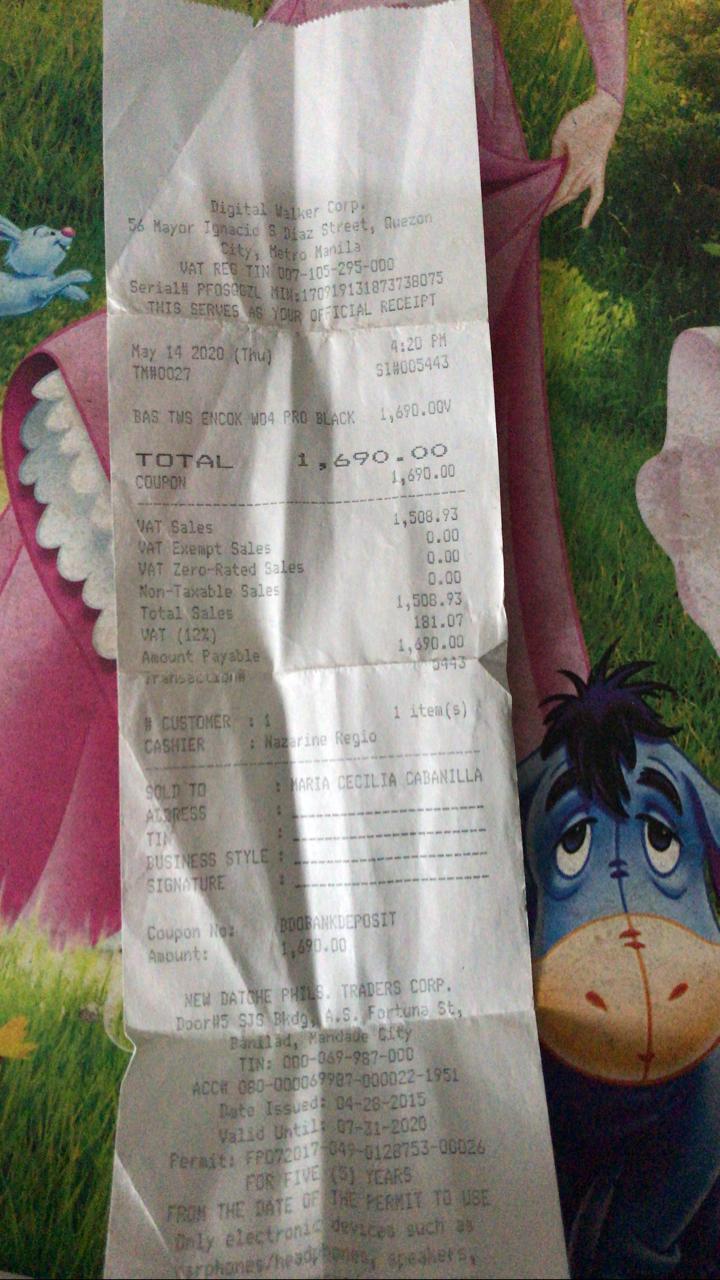 Digital Walker Corp.
56 Mayor Ignacio S Diaz Street, Quezon
City, Metro Manila
VAT REG TIN 007-105-295-000
Serial# MIN:170919131873738075
THIS SERVES AS YOUR OFFICIAL RECEIPT
May 14 2020 (Thu) 4:20 PM
TM#0027 SI#005443
BAS TWS ENCOK W04 PRO BLACK 1,690.00V
TOTAL 1,690.00
COUPON 1,690.00
VAT Sales 1,508.93
VAT Exempt Sales 0.00
VAT Zero-Rated Sales 0.00
Non-Taxable Sales 0.00
Total Sales 1,508.93
VAT (12%) 181.07
Amount Payable 1,690.00
Transaction# 5443
# CUSTOMER : 1 1 item(s)
CASHIER : Nazarine Regio
SOLD TO : MARIA CECILIA CABANILLA
ADDRESS :
TIN :
BUSINESS STYLE :
SIGNATURE :
Coupon No: BDOBANKDEPOSIT
Amount: 1,690.00
NEW DATCHE PHILS. TRADERS CORP.
Door#5 SJS Bkdg, A.S. Fortuna St,
Banilad, Mandaue City
TIN: 000-069-987-000
ACC# 080-000069987-000022-1951
Date Issued: 04-28-2015
Valid Until: 07-31-2020
Permit: FP072017-049-0128753-00026
FOR FIVE (5) YEARS
FROM THE DATE OF THE PERMIT TO USE
Only electronic devices such as
earphones/headphones, speakers,